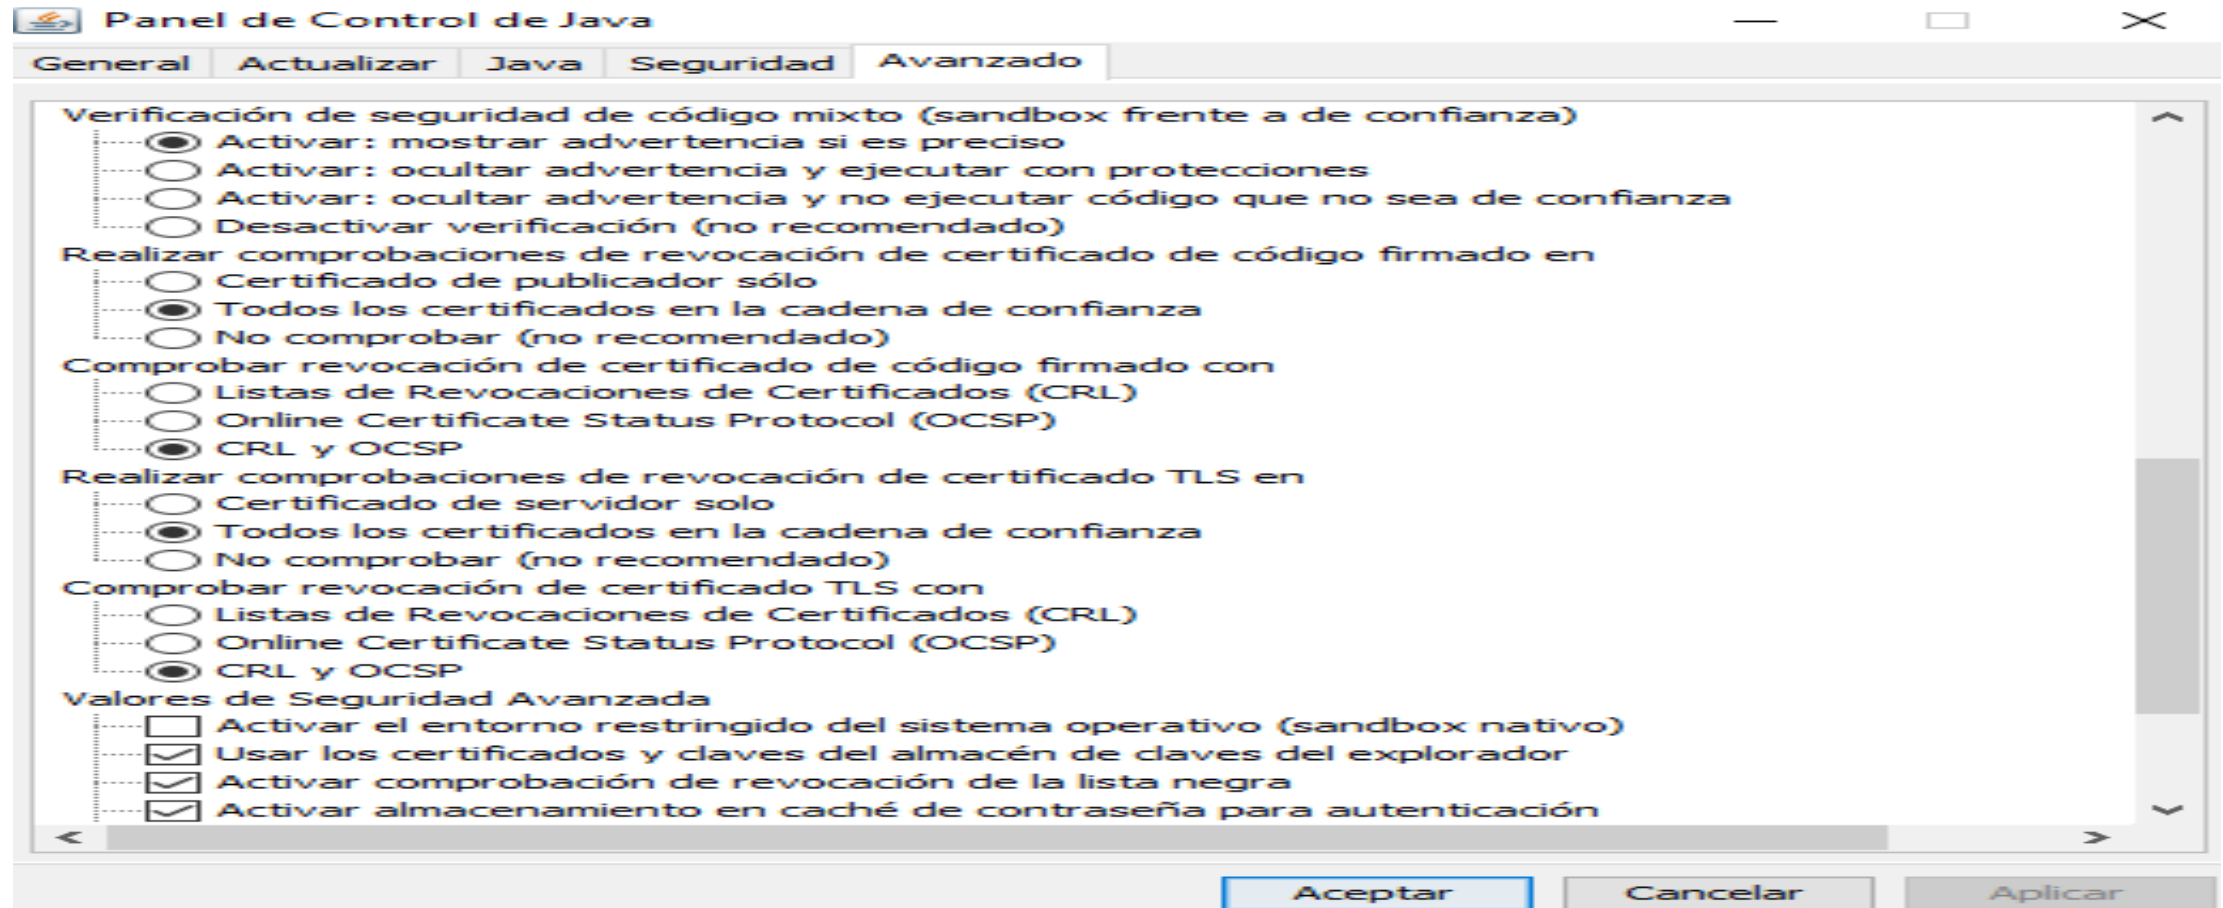 Panel de Control de Java
General Actualizar Java Seguridad Avanzado
Verificación de seguridad de código mixto (sandbox frente a de confianza)
Activar: mostrar advertencia si es preciso
Activar: ocultar advertencia y ejecutar con protecciones
Activar: ocultar advertencia y no ejecutar código que no sea de confianza
Desactivar verificación (no recomendado)
Realizar comprobaciones de revocación de certificado de código firmado en
Certificado de publicador sólo
Todos los certificados en la cadena de confianza
No comprobar (no recomendado)
Comprobar revocación de certificado de código firmado con
Listas de Revocaciones de Certificados (CRL)
Online Certificate Status Protocol (OCSP)
CRL y OCSP
Realizar comprobaciones de revocación de certificado TLS en
Certificado de servidor solo
Todos los certificados en la cadena de confianza
No comprobar (no recomendado)
Comprobar revocación de certificado TLS con
Listas de Revocaciones de Certificados (CRL)
Online Certificate Status Protocol (OCSP)
CRL y OCSP
Valores de Seguridad Avanzada
Activar el entorno restringido del sistema operativo (sandbox nativo)
Usar los certificados y claves del almacén de claves del explorador
Activar comprobación de revocación de la lista negra
Activar almacenamiento en caché de contraseña para autenticación
Aceptar Cancelar Aplicar